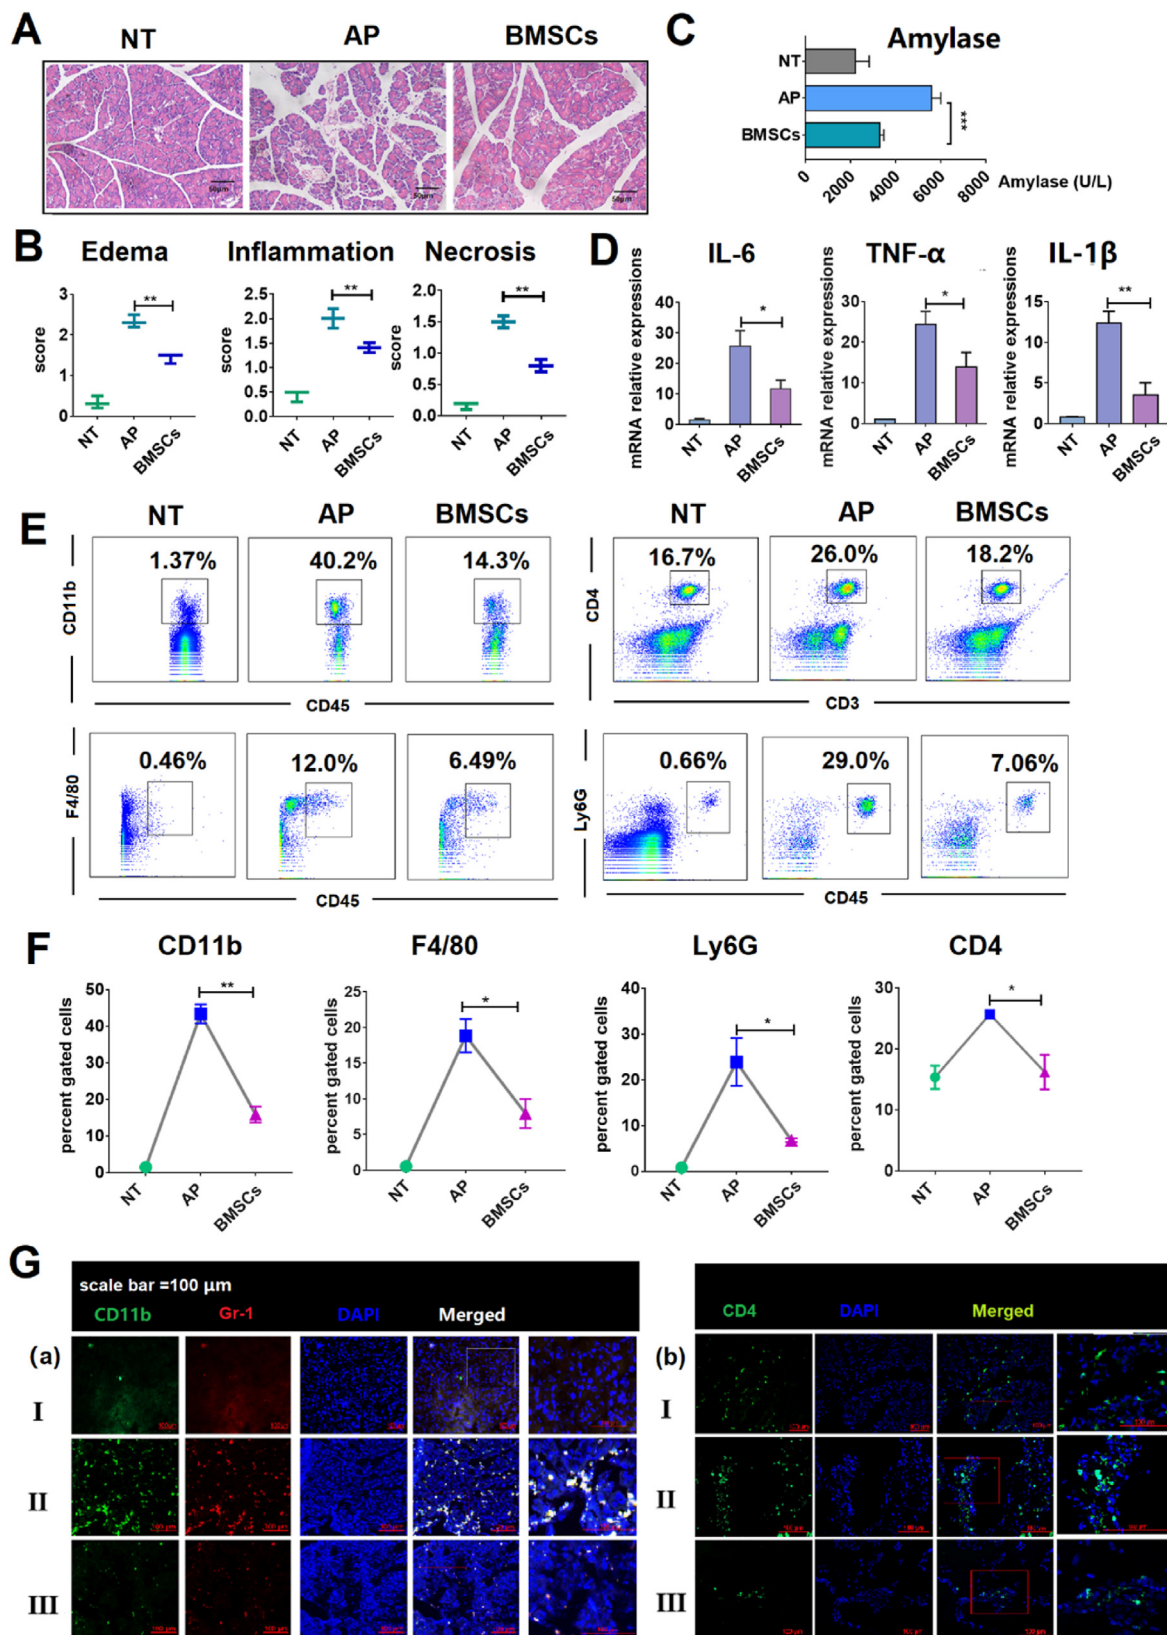 A
NT AP BMSCs
50μm 50μm 50μm
C
Amylase
NT
AP
BMSCs
***
0 2000 4000 6000 8000
Amylase (U/L)
B
Edema
score
3
2
1
0
**
NT AP BMSCs
Inflammation
score
2.5
2.0
1.5
1.0
0.5
0.0
**
NT AP BMSCs
Necrosis
score
2.0
1.5
1.0
0.5
0.0
**
NT AP BMSCs
D
IL-6
mRNA relative expressions
40
30
20
10
0
*
NT AP BMSCs
TNF-α
mRNA relative expressions
30
20
10
0
*
NT AP BMSCs
IL-1β
mRNA relative expressions
15
10
5
0
**
NT AP BMSCs
E
NT AP BMSCs
CD11b
1.37% 40.2% 14.3%
CD45
NT AP BMSCs
CD4
16.7% 26.0% 18.2%
CD3
F4/80
0.46% 12.0% 6.49%
CD45
Ly6G
0.66% 29.0% 7.06%
CD45
F
CD11b
percent gated cells
50
40
30
20
10
0
**
NT AP BMSCs
F4/80
percent gated cells
25
20
15
10
5
0
*
NT AP BMSCs
Ly6G
percent gated cells
40
30
20
10
0
*
NT AP BMSCs
CD4
percent gated cells
30
20
10
0
*
NT AP BMSCs
G
scale bar =100 μm
CD11b Gr-1 DAPI Merged
(a)
I
II
III
CD4 DAPI Merged
(b)
I
II
III